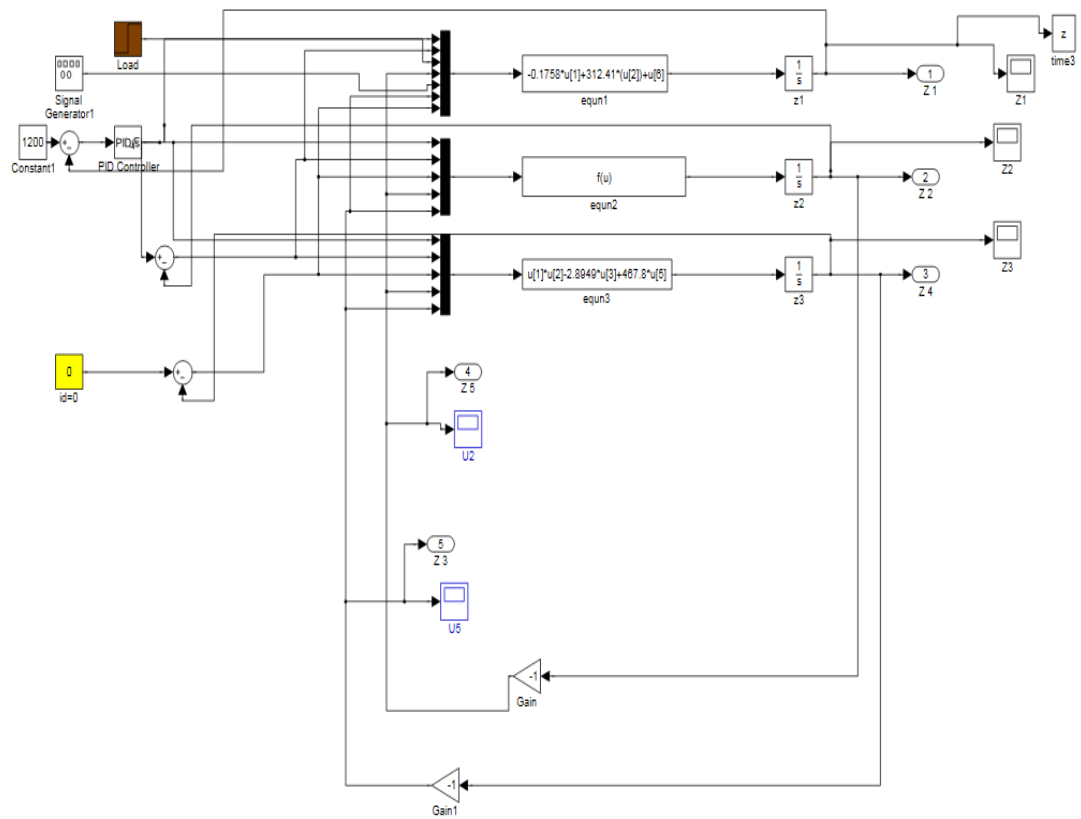 z
time3
Load
-0.1758*u[1]+312.41*(u[2])+u[6]
equn1
1
s
z1
1
Z 1
Z1
Signal
Generator1
1200
Constant1
PID Controller
f(u)
equn2
1
s
z2
2
Z 2
Z2
u[1]*u[2]-2.8949*u[3]+467.8*u[5]
equn3
1
s
z3
3
Z 4
Z3
0
id=0
4
Z 5
U2
5
Z 3
U5
-1
Gain
-1
Gain1